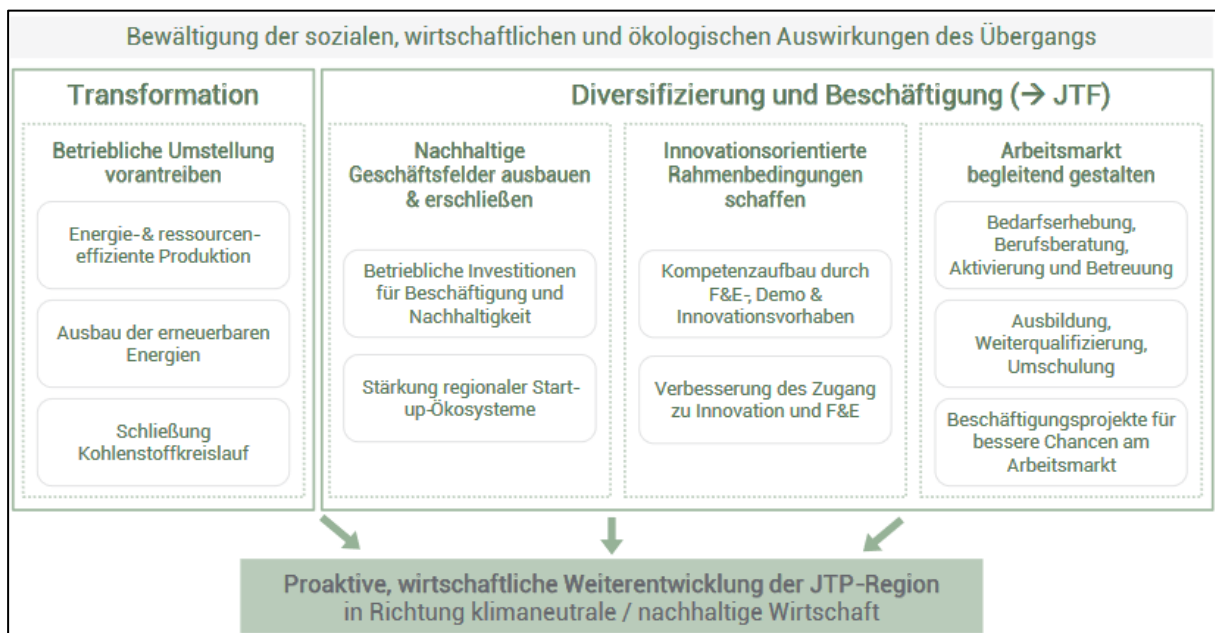 Bewältigung der sozialen, wirtschaftlichen und ökologischen Auswirkungen des Übergangs
Transformation
Betriebliche Umstellung
vorantreiben
Energie-& ressourcen-
effiziente Produktion
Ausbau der erneuerbaren
Energien
Schließung
Kohlenstoffkreislauf
Diversifizierung und Beschäftigung (→ JTF)
Nachhaltige
Geschäftsfelder ausbauen
& erschließen
Betriebliche Investitionen
für Beschäftigung und
Nachhaltigkeit
Stärkung regionaler Start-
up-Ökosysteme
Innovationsorientierte
Rahmenbedingungen
schaffen
Kompetenzaufbau durch
F&E-, Demo &
Innovationsvorhaben
Verbesserung des Zugang
zu Innovation und F&E
Arbeitsmarkt
begleitend gestalten
Bedarfserhebung,
Berufsberatung,
Aktivierung und Betreuung
Ausbildung,
Weiterqualifizierung,
Umschulung
Beschäftigungsprojekte für
bessere Chancen am
Arbeitsmarkt
Proaktive, wirtschaftliche Weiterentwicklung der JTP-Region
in Richtung klimaneutrale / nachhaltige Wirtschaft